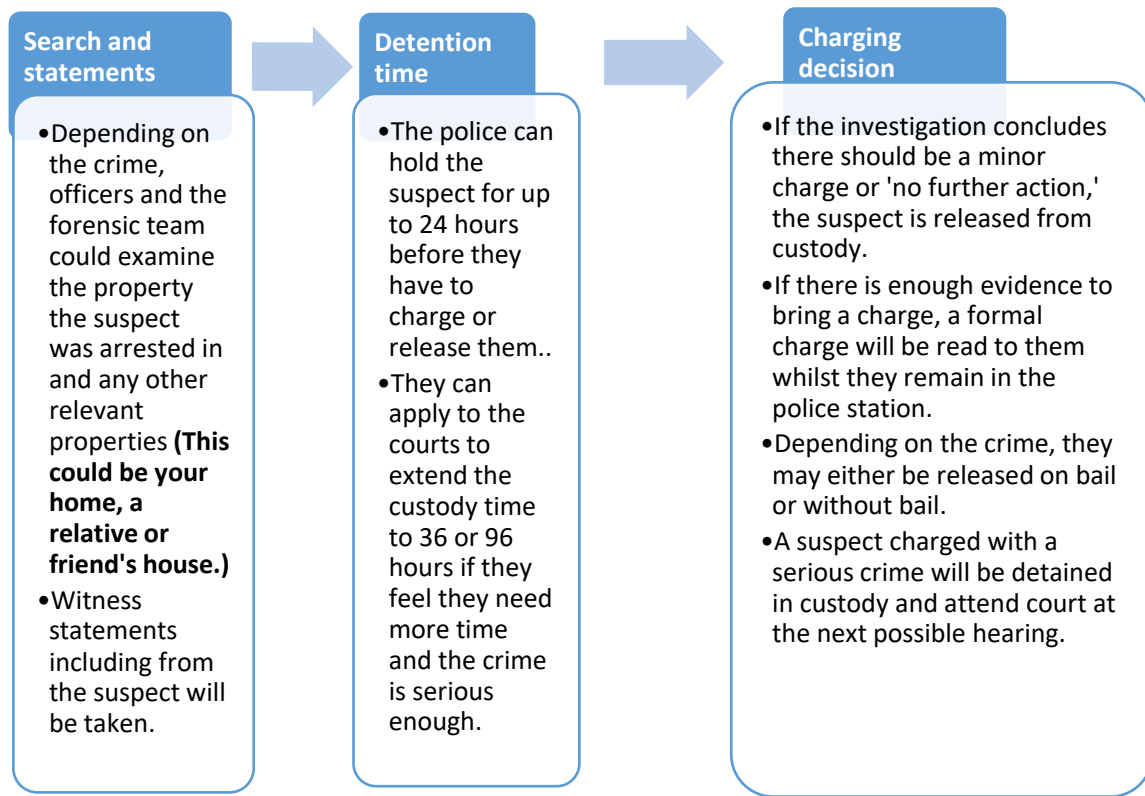 Search and
statements
•Depending on
the crime,
officers and the
forensic team
could examine
the property
the suspect
was arrested in
and any other
relevant
properties (This
could be your
home, a
relative or
friend's house.)
•Witness
statements
including from
the suspect will
be taken.
Detention
time
•The police can
hold the
suspect for up
to 24 hours
before they
have to
charge or
release them..
•They can
apply to the
courts to
extend the
custody time
to 36 or 96
hours if they
feel they need
more time
and the crime
is serious
enough.
Charging
decision
•If the investigation concludes
there should be a minor
charge or 'no further action,'
the suspect is released from
custody.
•If there is enough evidence to
bring a charge, a formal
charge will be read to them
whilst they remain in the
police station.
•Depending on the crime, they
may either be released on bail
or without bail.
•A suspect charged with a
serious crime will be detained
in custody and attend court at
the next possible hearing.